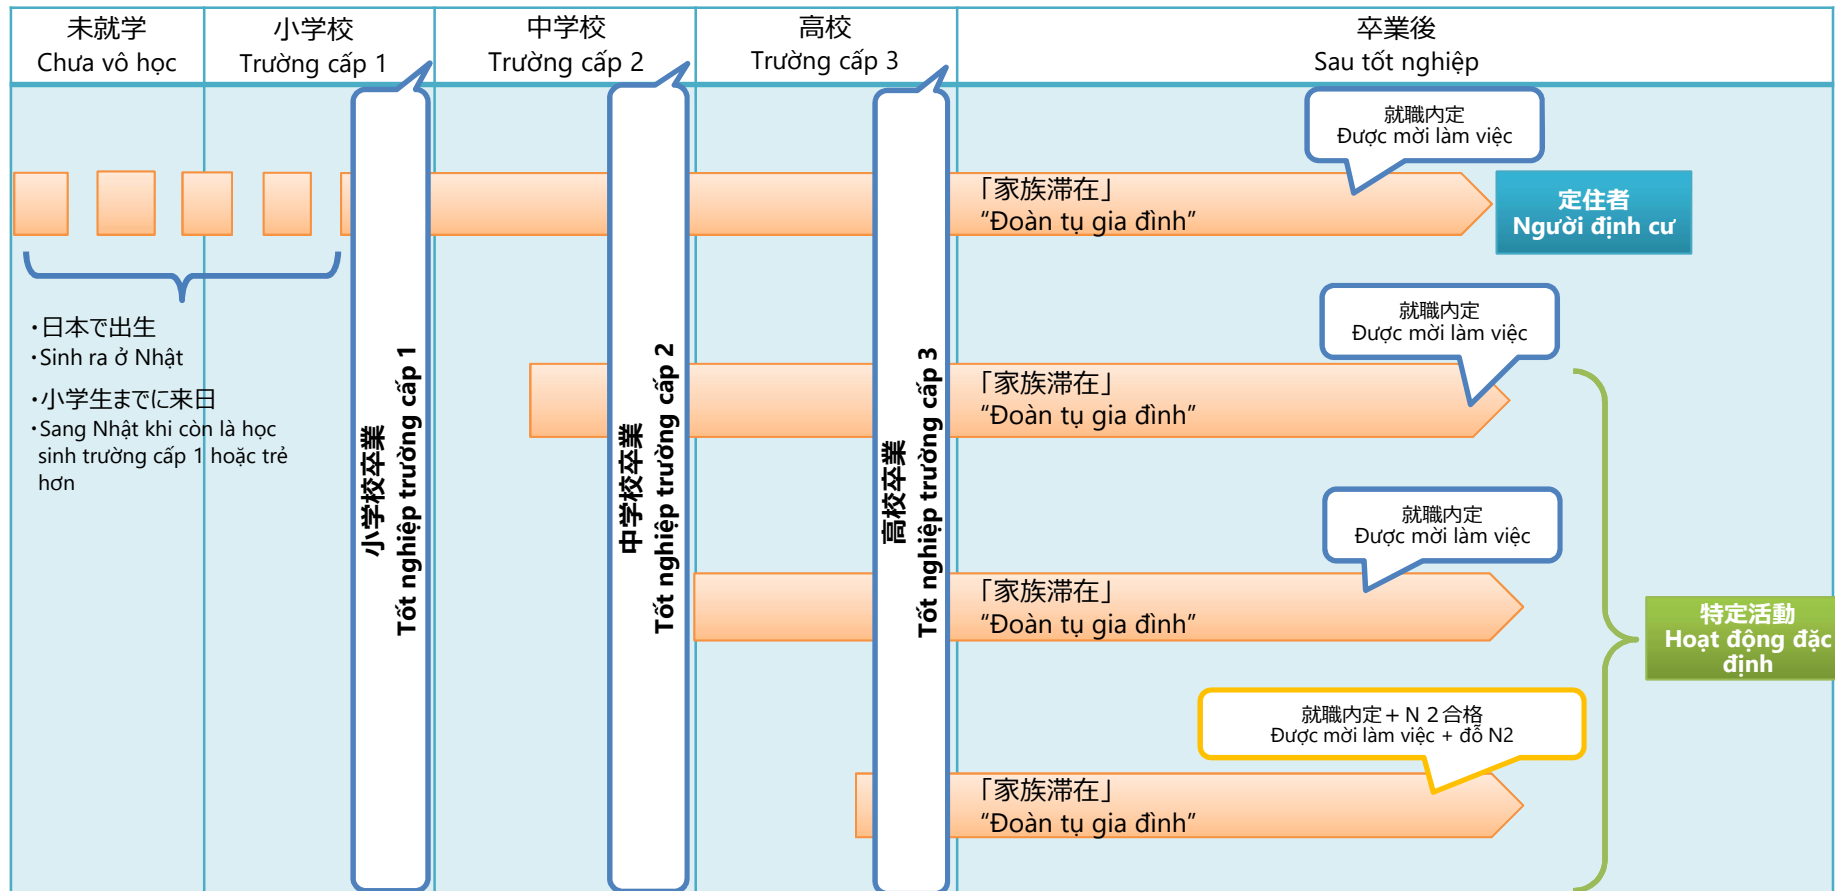 未就学
Chưa vô học
小学校
Trường cấp 1
中学校
Trường cấp 2
高校
Trường cấp 3
卒業後
Sau tốt nghiệp
就職内定
Được mời làm việc
「家族滞在」
“Đoàn tụ gia đình”
定住者
Người định cư
・日本で出生
・Sinh ra ở Nhật
・小学生までに来日
・Sang Nhật khi còn là học
sinh trường cấp 1 hoặc trẻ
hơn
小学校卒業
Tốt nghiệp trường cấp 1
中学校卒業
Tốt nghiệp trường cấp 2
高校卒業
Tốt nghiệp trường cấp 3
就職内定
Được mời làm việc
「家族滞在」
“Đoàn tụ gia đình”
就職内定
Được mời làm việc
「家族滞在」
“Đoàn tụ gia đình”
特定活動
Hoạt động đặc
định
就職内定+N2合格
Được mời làm việc + đỗ N2
「家族滞在」
“Đoàn tụ gia đình”